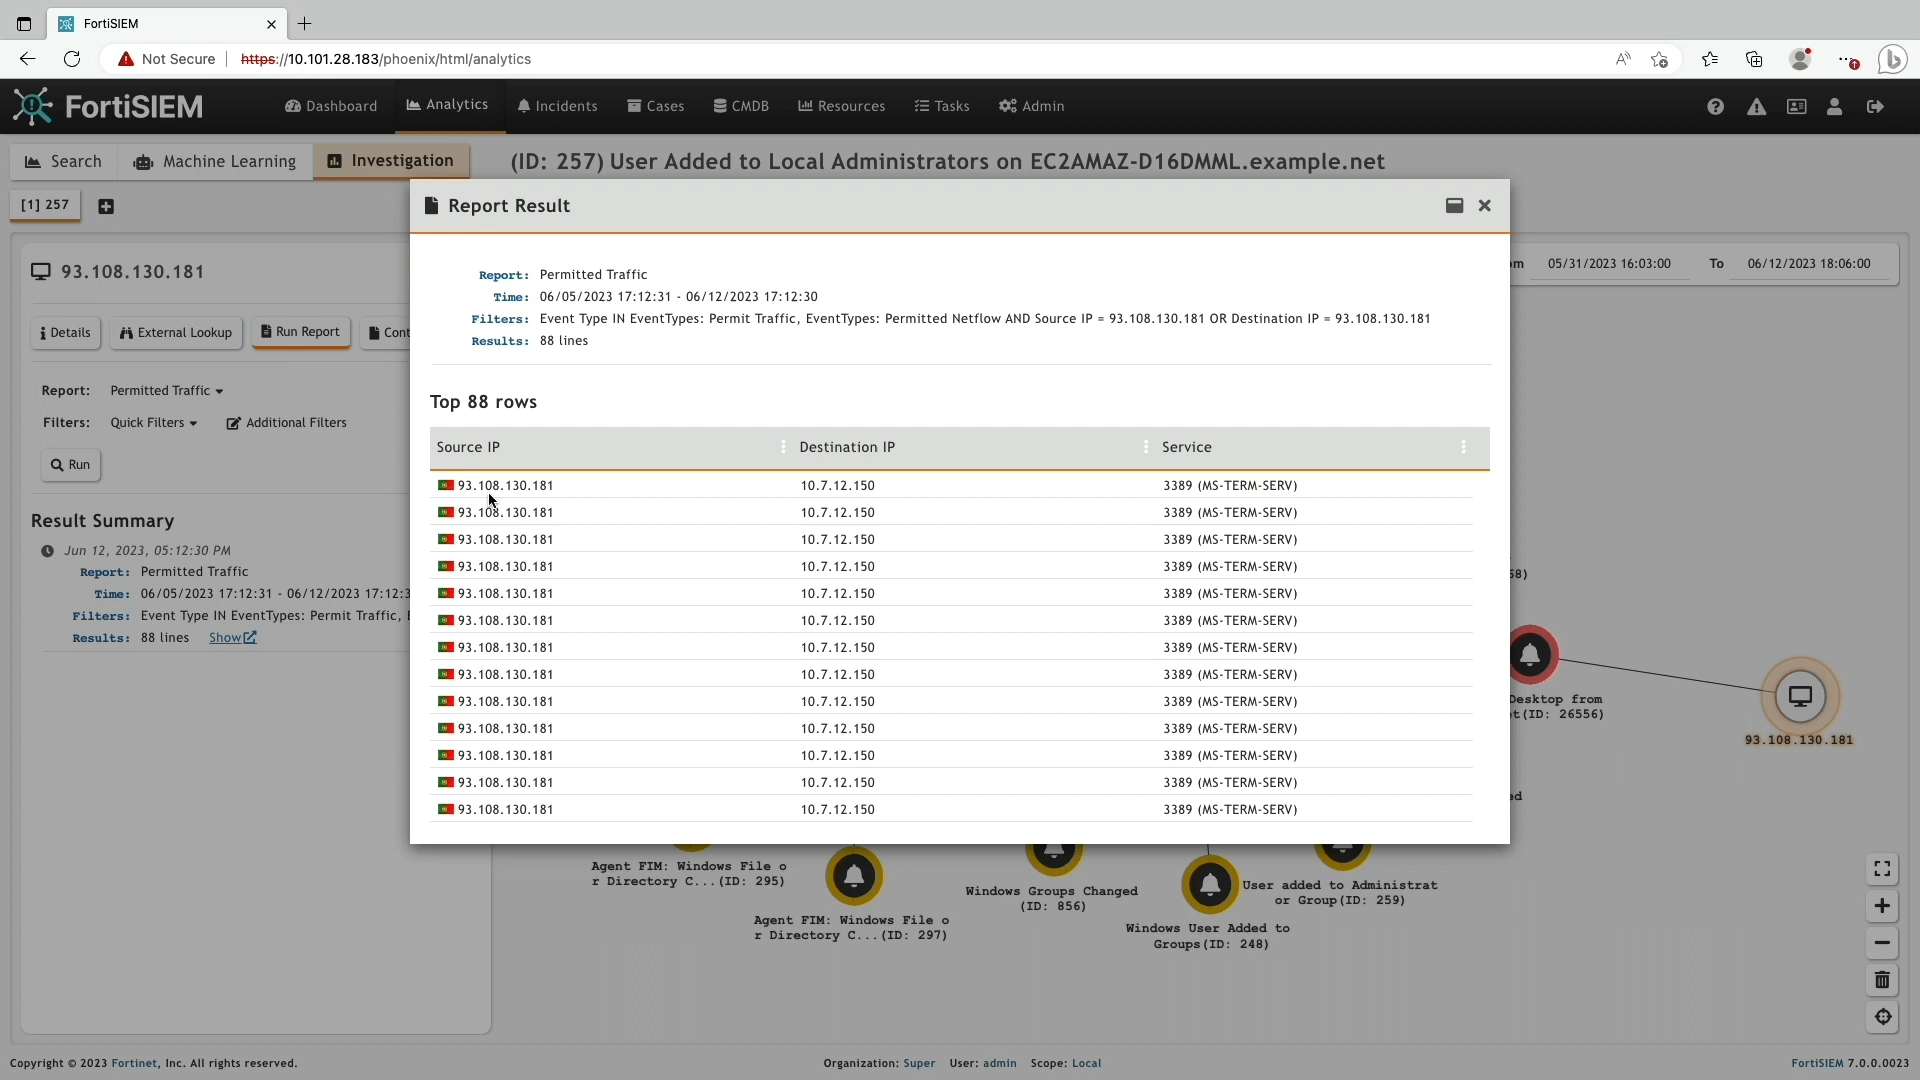 FortiSIEM
Not Secure
https://10.101.28.183/phoenix/html/analytics
FortiSIEM
Dashboard
Analytics
Incidents
Cases
CMDB
Resources
Tasks
Admin
Search
Machine Learning
Investigation
(ID: 257) User Added to Local Administrators on EC2AMAZ-D16DMML.example.net
[1] 257
93.108.130.181
Details
External Lookup
Run Report
Cont
Report: Permitted Traffic
Filters: Quick Filters Additional Filters
Run
Result Summary
Jun 12, 2023, 05:12:30 PM
Report: Permitted Traffic
Time: 06/05/2023 17:12:31 - 06/12/2023 17:12:3
Filters: Event Type IN EventTypes: Permit Traffic,
Results: 88 lines Show
05/31/2023 16:03:00 To 06/12/2023 18:06:00
Report Result
Report: Permitted Traffic
Time: 06/05/2023 17:12:31 - 06/12/2023 17:12:30
Filters: Event Type IN EventTypes: Permit Traffic, EventTypes: Permitted Netflow AND Source IP = 93.108.130.181 OR Destination IP = 93.108.130.181
Results: 88 lines
Top 88 rows
Source IP Destination IP Service
93.108.130.181 10.7.12.150 3389 (MS-TERM-SERV)
93.108.130.181 10.7.12.150 3389 (MS-TERM-SERV)
93.108.130.181 10.7.12.150 3389 (MS-TERM-SERV)
93.108.130.181 10.7.12.150 3389 (MS-TERM-SERV)
93.108.130.181 10.7.12.150 3389 (MS-TERM-SERV)
93.108.130.181 10.7.12.150 3389 (MS-TERM-SERV)
93.108.130.181 10.7.12.150 3389 (MS-TERM-SERV)
93.108.130.181 10.7.12.150 3389 (MS-TERM-SERV)
93.108.130.181 10.7.12.150 3389 (MS-TERM-SERV)
93.108.130.181 10.7.12.150 3389 (MS-TERM-SERV)
93.108.130.181 10.7.12.150 3389 (MS-TERM-SERV)
93.108.130.181 10.7.12.150 3389 (MS-TERM-SERV)
93.108.130.181 10.7.12.150 3389 (MS-TERM-SERV)
Desktop from
t(ID: 26556)
93.108.130.181
Agent FIM: Windows File o
r Directory C...(ID: 295)
Agent FIM: Windows File o
r Directory C...(ID: 297)
Windows Groups Changed
(ID: 856)
Windows User Added to
Groups(ID: 248)
User added to Administrat
or Group(ID: 259)
Copyright © 2023 Fortinet, Inc. All rights reserved.
Organization: Super User: admin Scope: Local
FortiSIEM 7.0.0.0023